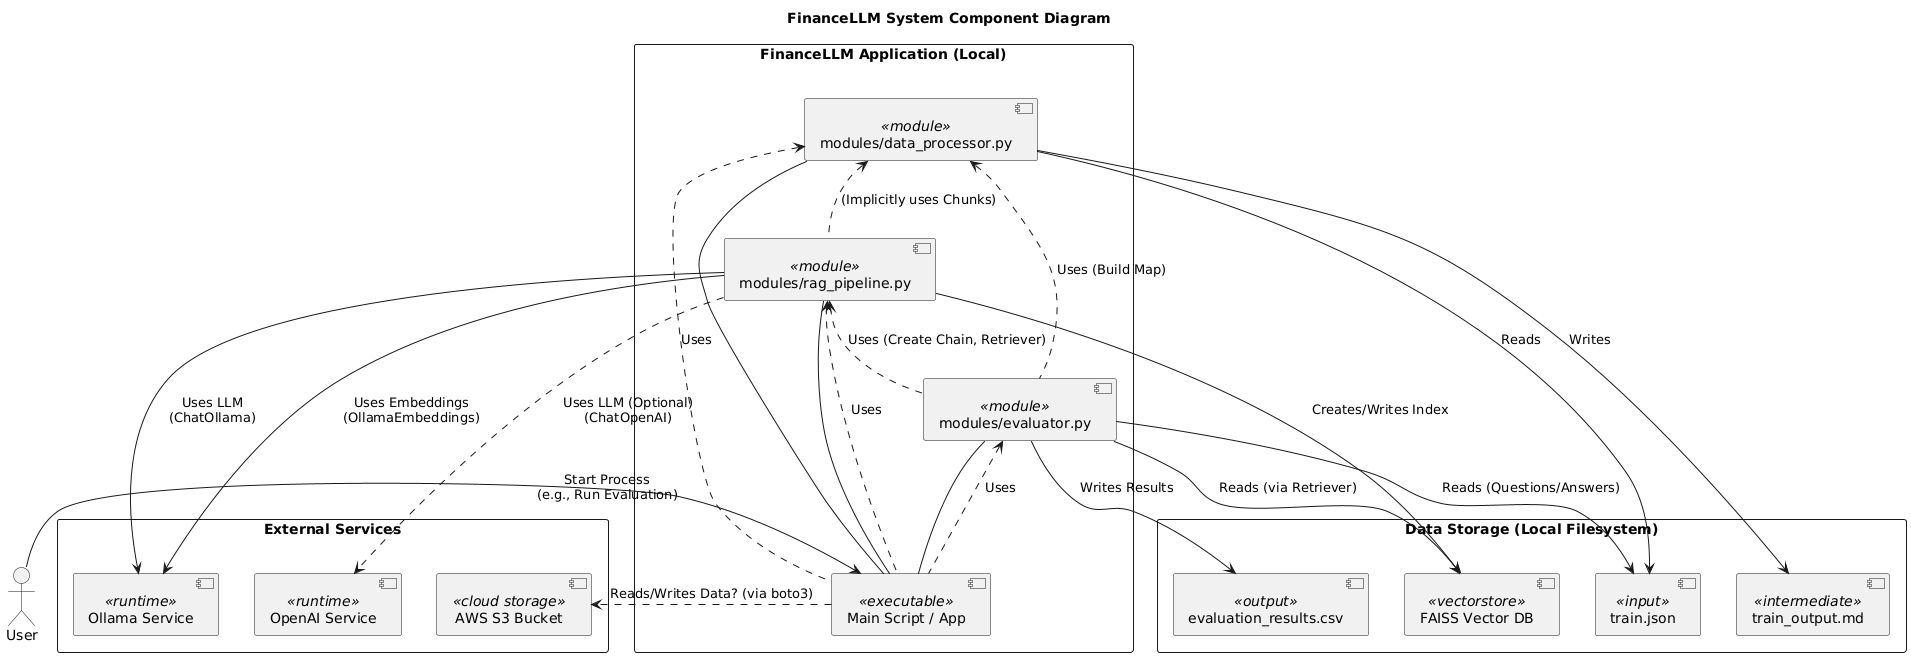 FinanceLLM System Component Diagram
FinanceLLM Application (Local)
«module»
modules/data_processor.py
(Implicitly uses Chunks)
«module»
modules/rag_pipeline.py
Uses (Build Map)
Uses
Uses (Create Chain, Retriever)
Reads
Writes
Uses LLM
(ChatOllama)
Uses Embeddings
(OllamaEmbeddings)
Uses LLM (Optional)
(ChatOpenAI)
Uses
«module»
modules/evaluator.py
Creates/Writes Index
Start Process
(e.g., Run Evaluation)
Uses
Writes Results
Reads (via Retriever)
Reads (Questions/Answers)
External Services
Data Storage (Local Filesystem)
User
«runtime»
Ollama Service
«runtime»
OpenAI Service
«cloud storage»
AWS S3 Bucket
Reads/Writes Data? (via boto3)
«executable»
Main Script / App
«output»
evaluation_results.csv
«vectorstore»
FAISS Vector DB
«input»
train.json
«intermediate»
train_output.md